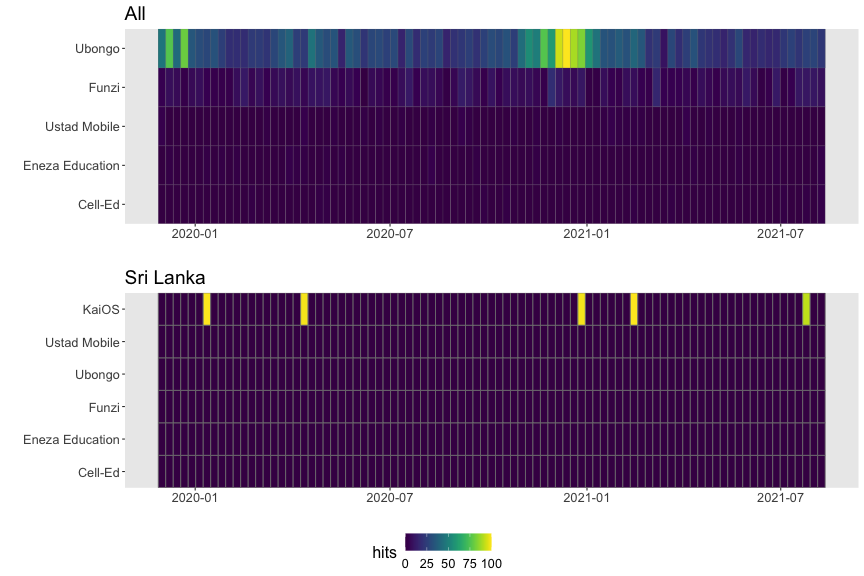 All
Ubongo
Funzi
Ustad Mobile
Eneza Education
Cell-Ed
2020-01 2020-07 2021-01 2021-07
Sri Lanka
KaiOS
Ustad Mobile
Ubongo
Funzi
Eneza Education
Cell-Ed
2020-01 2020-07 2021-01 2021-07
hits
0 25 50 75 100